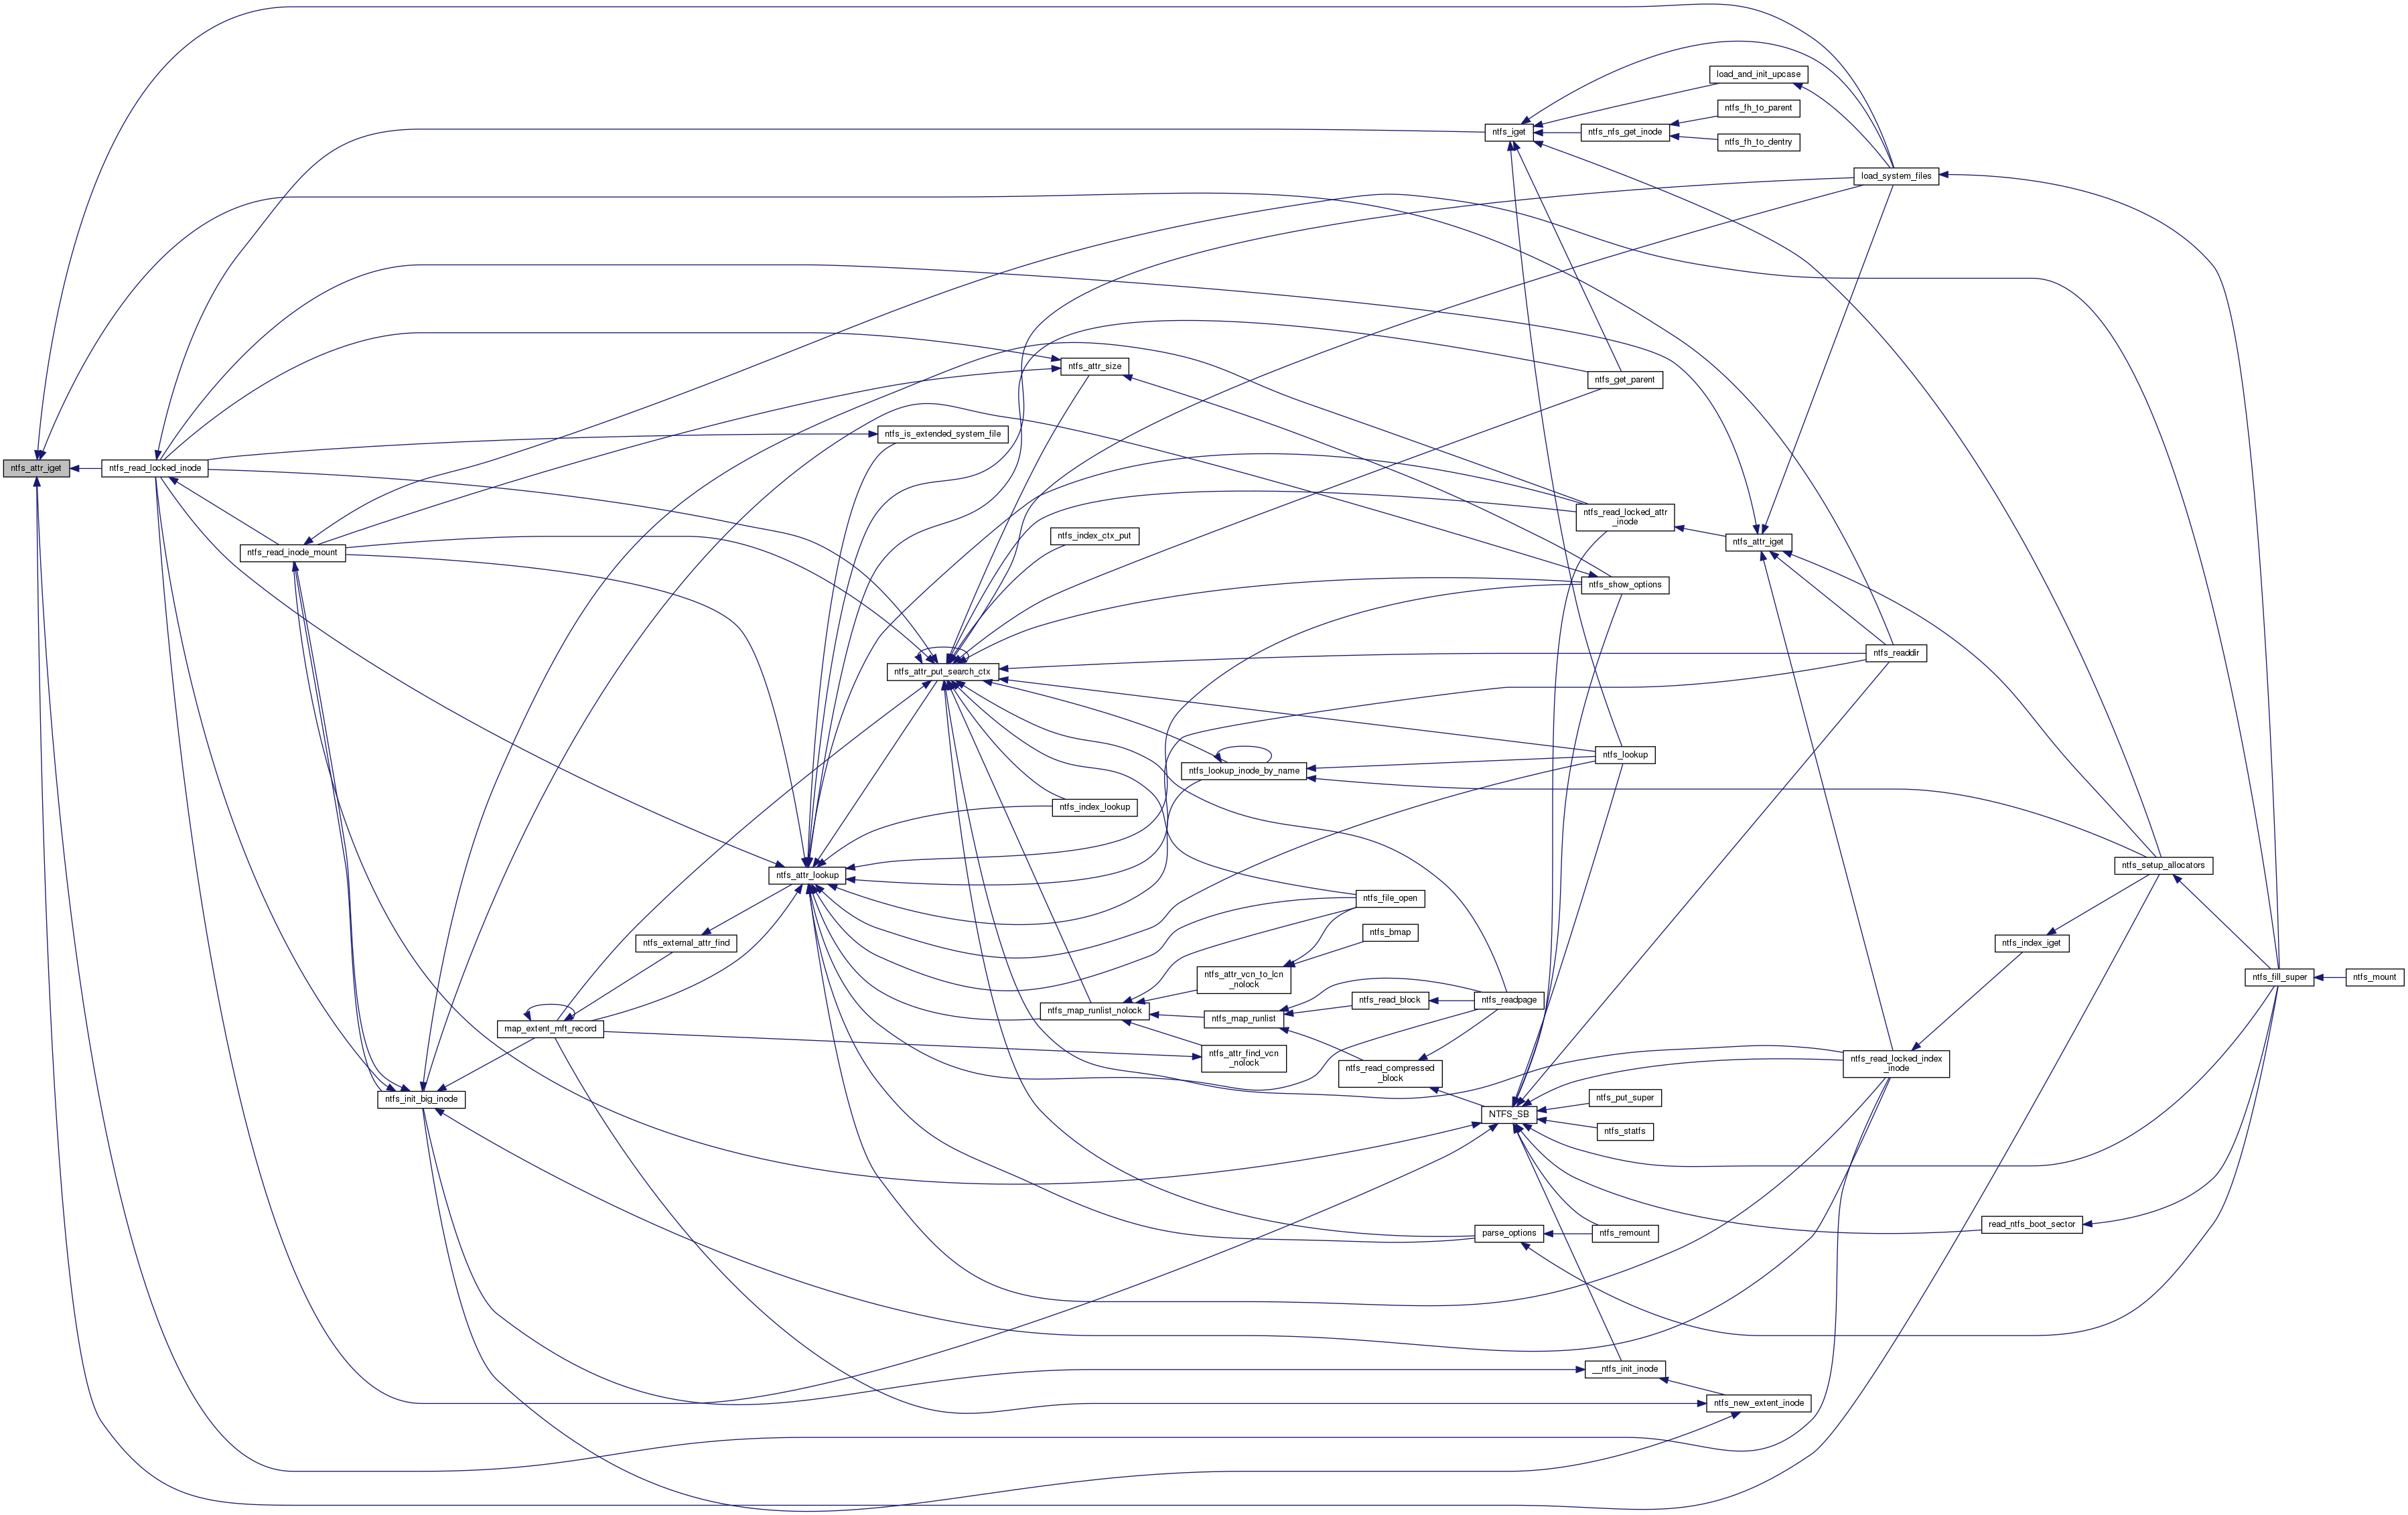 load_and_init_upcase
ntfs_fh_to_parent
ntfs_iget
ntfs_nfs_get_inode
ntfs_fh_to_dentry
load_system_files
ntfs_attr_size
ntfs_get_parent
ntfs_is_extended_system_file
ntfs_attr_iget
ntfs_read_locked_inode
ntfs_read_locked_attr
_inode
ntfs_index_ctx_put
ntfs_attr_iget
ntfs_read_inode_mount
ntfs_show_options
ntfs_readdir
ntfs_attr_put_search_ctx
ntfs_lookup
ntfs_lookup_inode_by_name
ntfs_index_lookup
ntfs_setup_allocators
ntfs_attr_lookup
ntfs_file_open
ntfs_bmap
ntfs_external_attr_find
ntfs_index_iget
ntfs_attr_vcn_to_lcn
_nolock
ntfs_fill_super
ntfs_mount
ntfs_read_block
ntfs_readpage
ntfs_map_runlist_nolock
ntfs_map_runlist
map_extent_mft_record
ntfs_attr_find_vcn
_nolock
ntfs_read_locked_index
_inode
ntfs_read_compressed
_block
ntfs_init_big_inode
ntfs_put_super
NTFS_SB
ntfs_statfs
read_ntfs_boot_sector
parse_options
ntfs_remount
__ntfs_init_inode
ntfs_new_extent_inode